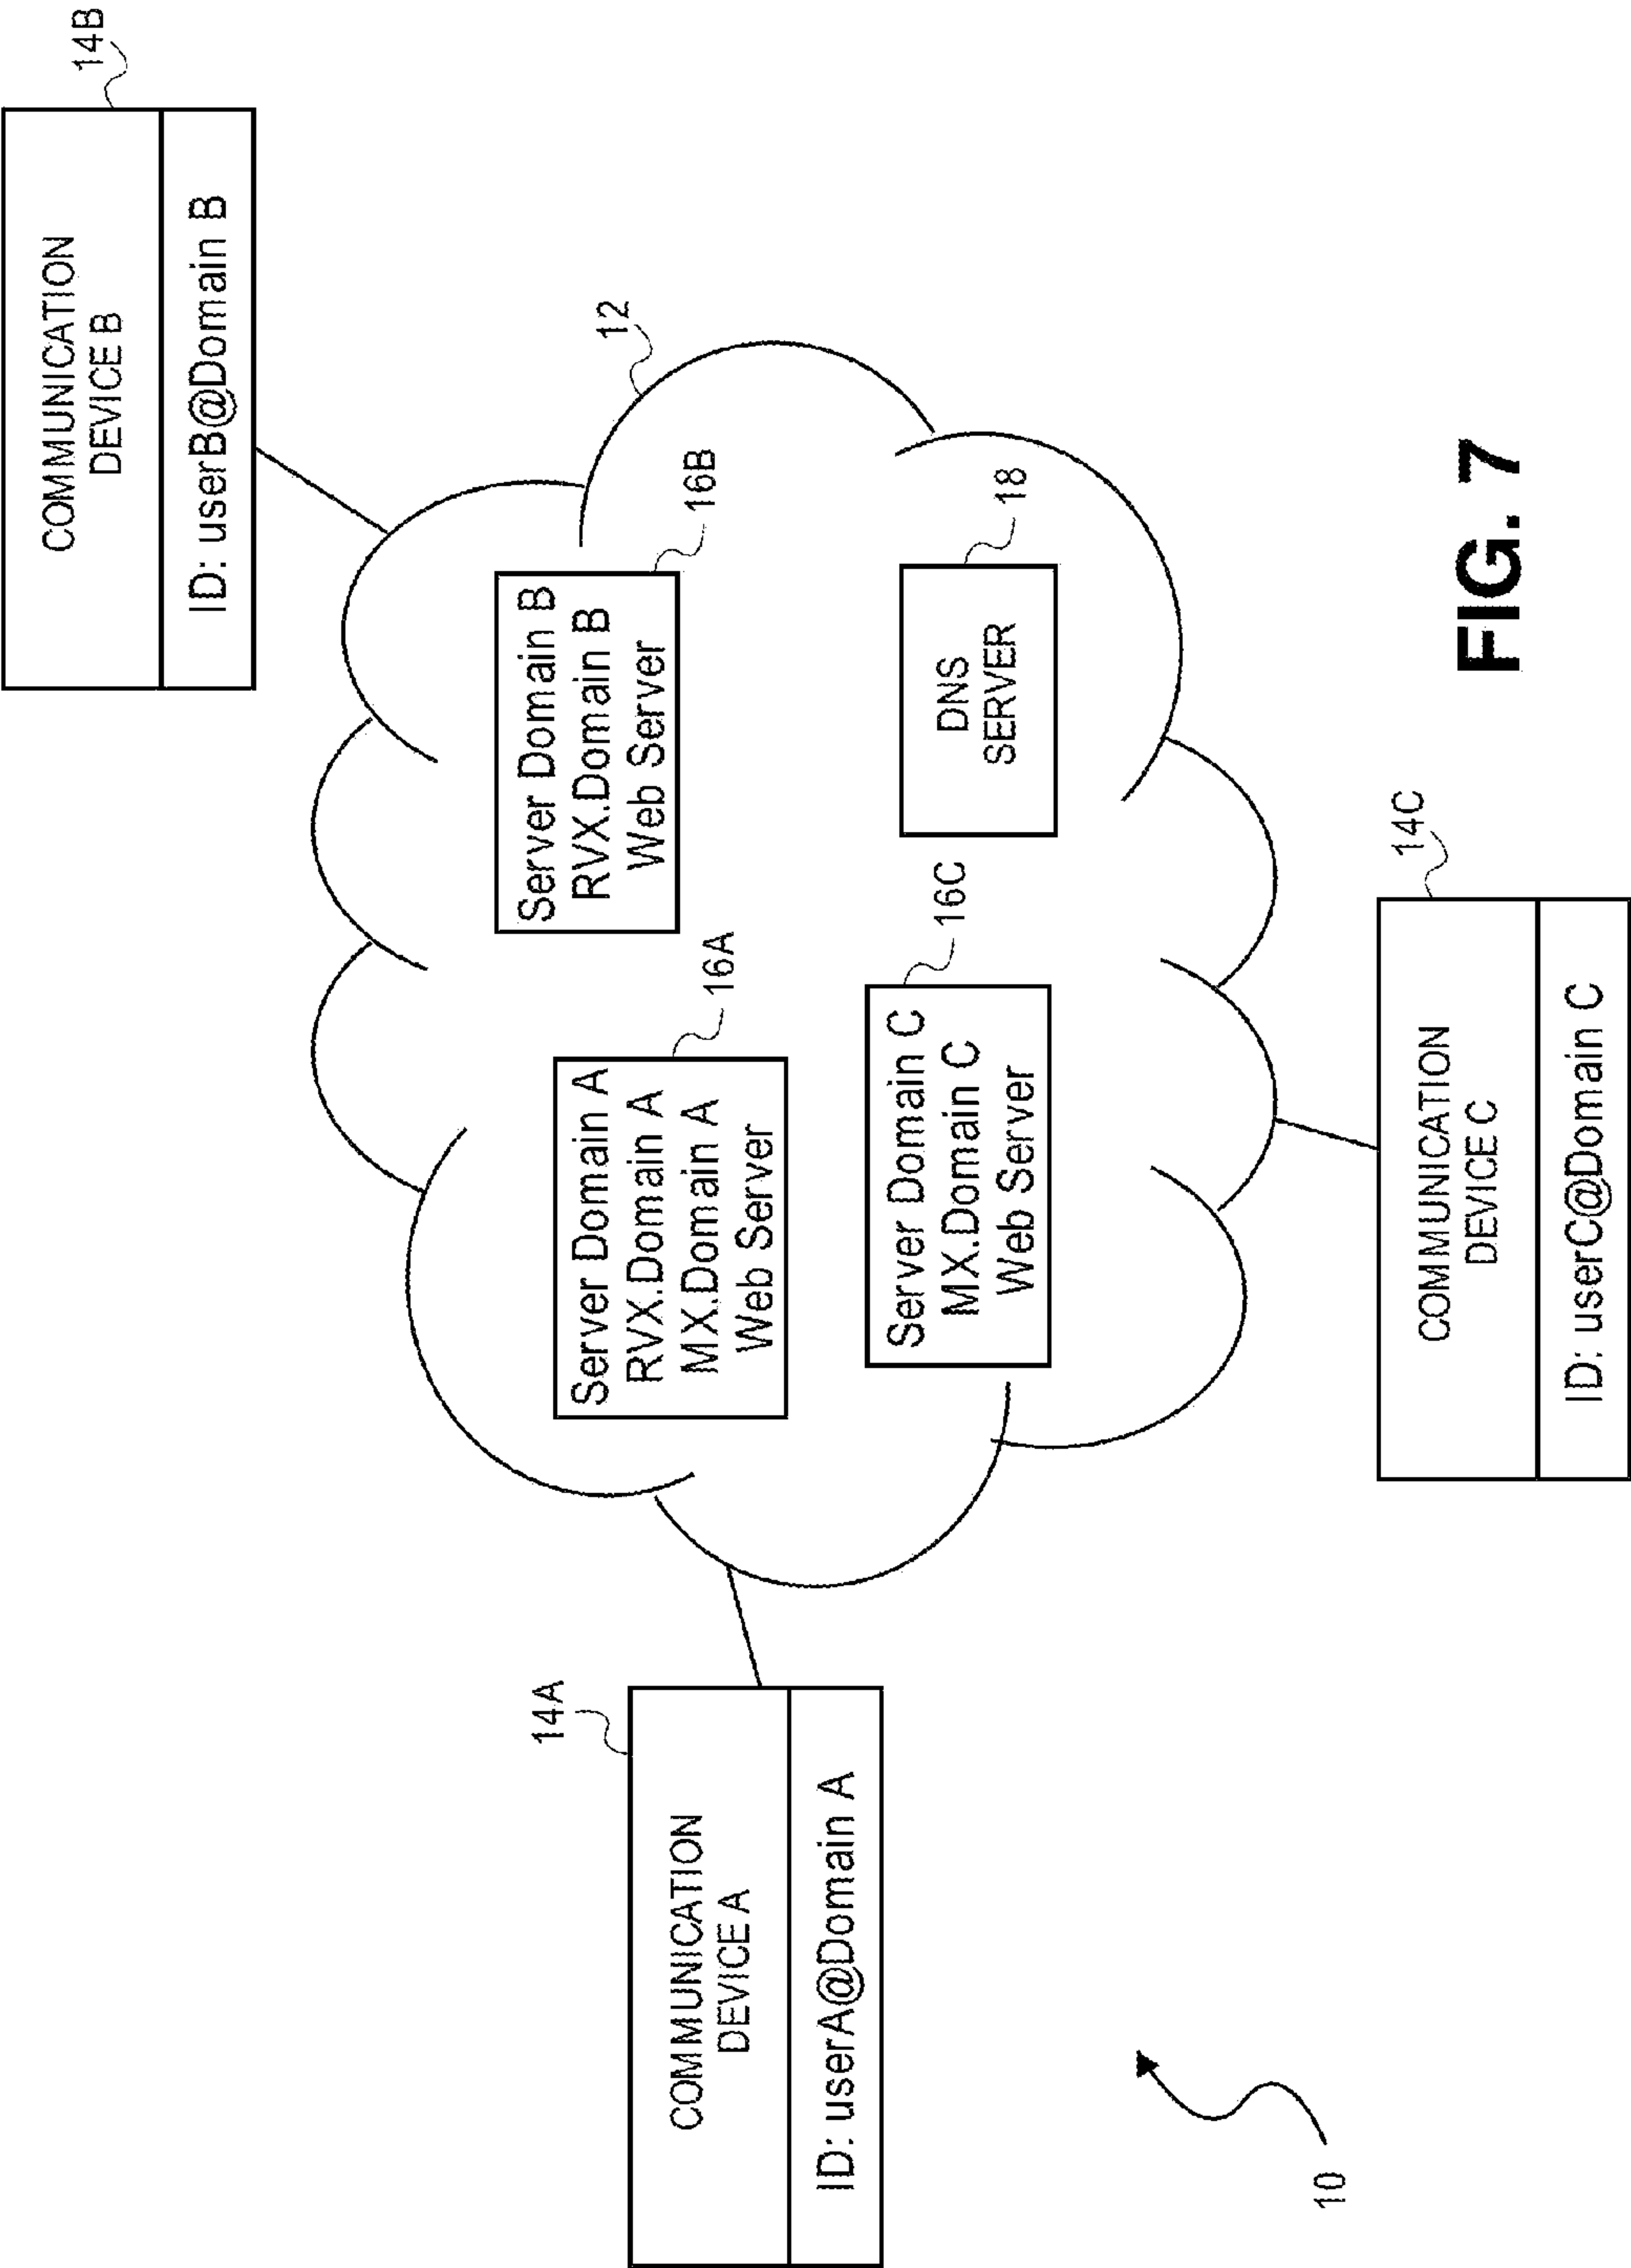 14B
COMMUNICATION
DEVICE B
ID: userB@Domain B
12
Server Domain B
RVX.Domain B
Web Server
16B
Server Domain A
RVX.Domain A
MX.Domain A
Web Server
16A
Server Domain C
MX.Domain C
Web Server
16C
DNS
SERVER
18
14A
COMMUNICATION
DEVICE A
ID: userA@Domain A
14C
COMMUNICATION
DEVICE C
ID: userC@Domain C
10
FIG. 7